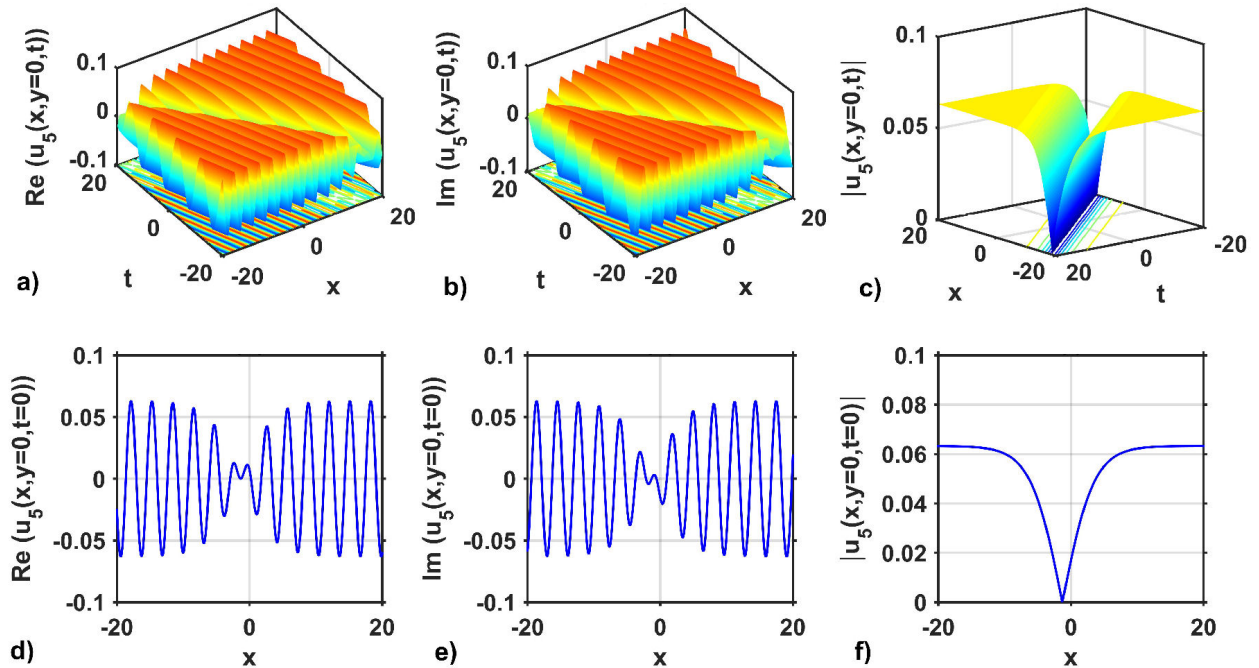 Re (u5(x,y=0,t))
0.1
0
-0.1
20
0
-20
t
-20
0
20
x
a)
Im (u5(x,y=0,t))
0.1
0
-0.1
20
0
-20
t
-20
0
20
x
b)
|u5(x,y=0,t)|
0.1
0.05
0
20
0
-20
x
20
0
-20
t
c)
Re (u5(x,y=0,t=0))
0.1
0.05
0
-0.05
-0.1
-20
0
20
x
d)
Im (u5(x,y=0,t=0))
0.1
0.05
0
-0.05
-0.1
-20
0
20
x
e)
|u5(x,y=0,t=0)|
0.1
0.08
0.06
0.04
0.02
0
-20
0
20
x
f)